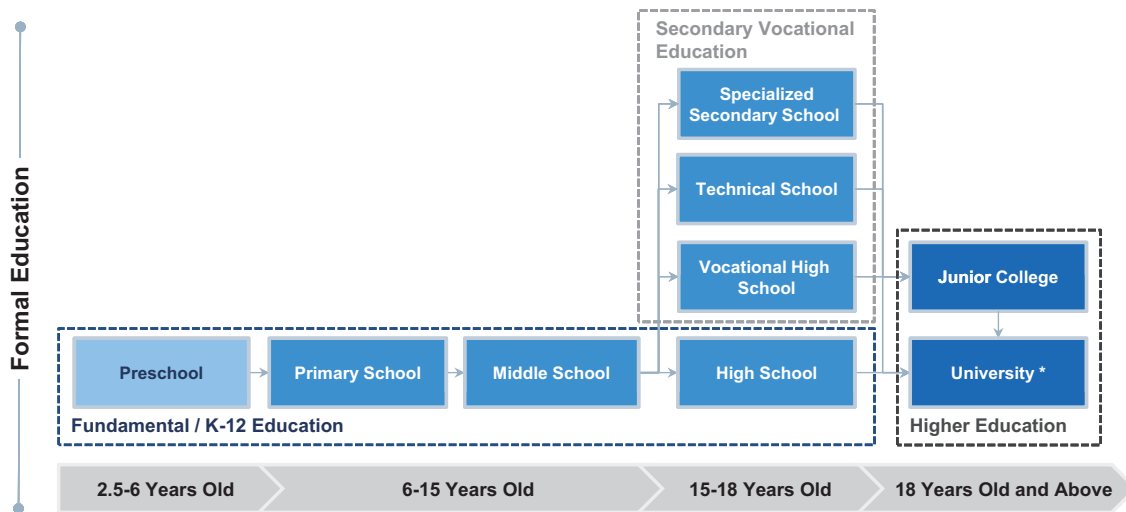 Formal Education
Secondary Vocational
Education
Specialized
Secondary School
Technical School
Vocational High
School
Junior College
Preschool
Primary School
Middle School
High School
University *
Fundamental / K-12 Education
Higher Education
2.5-6 Years Old
6-15 Years Old
15-18 Years Old
18 Years Old and Above